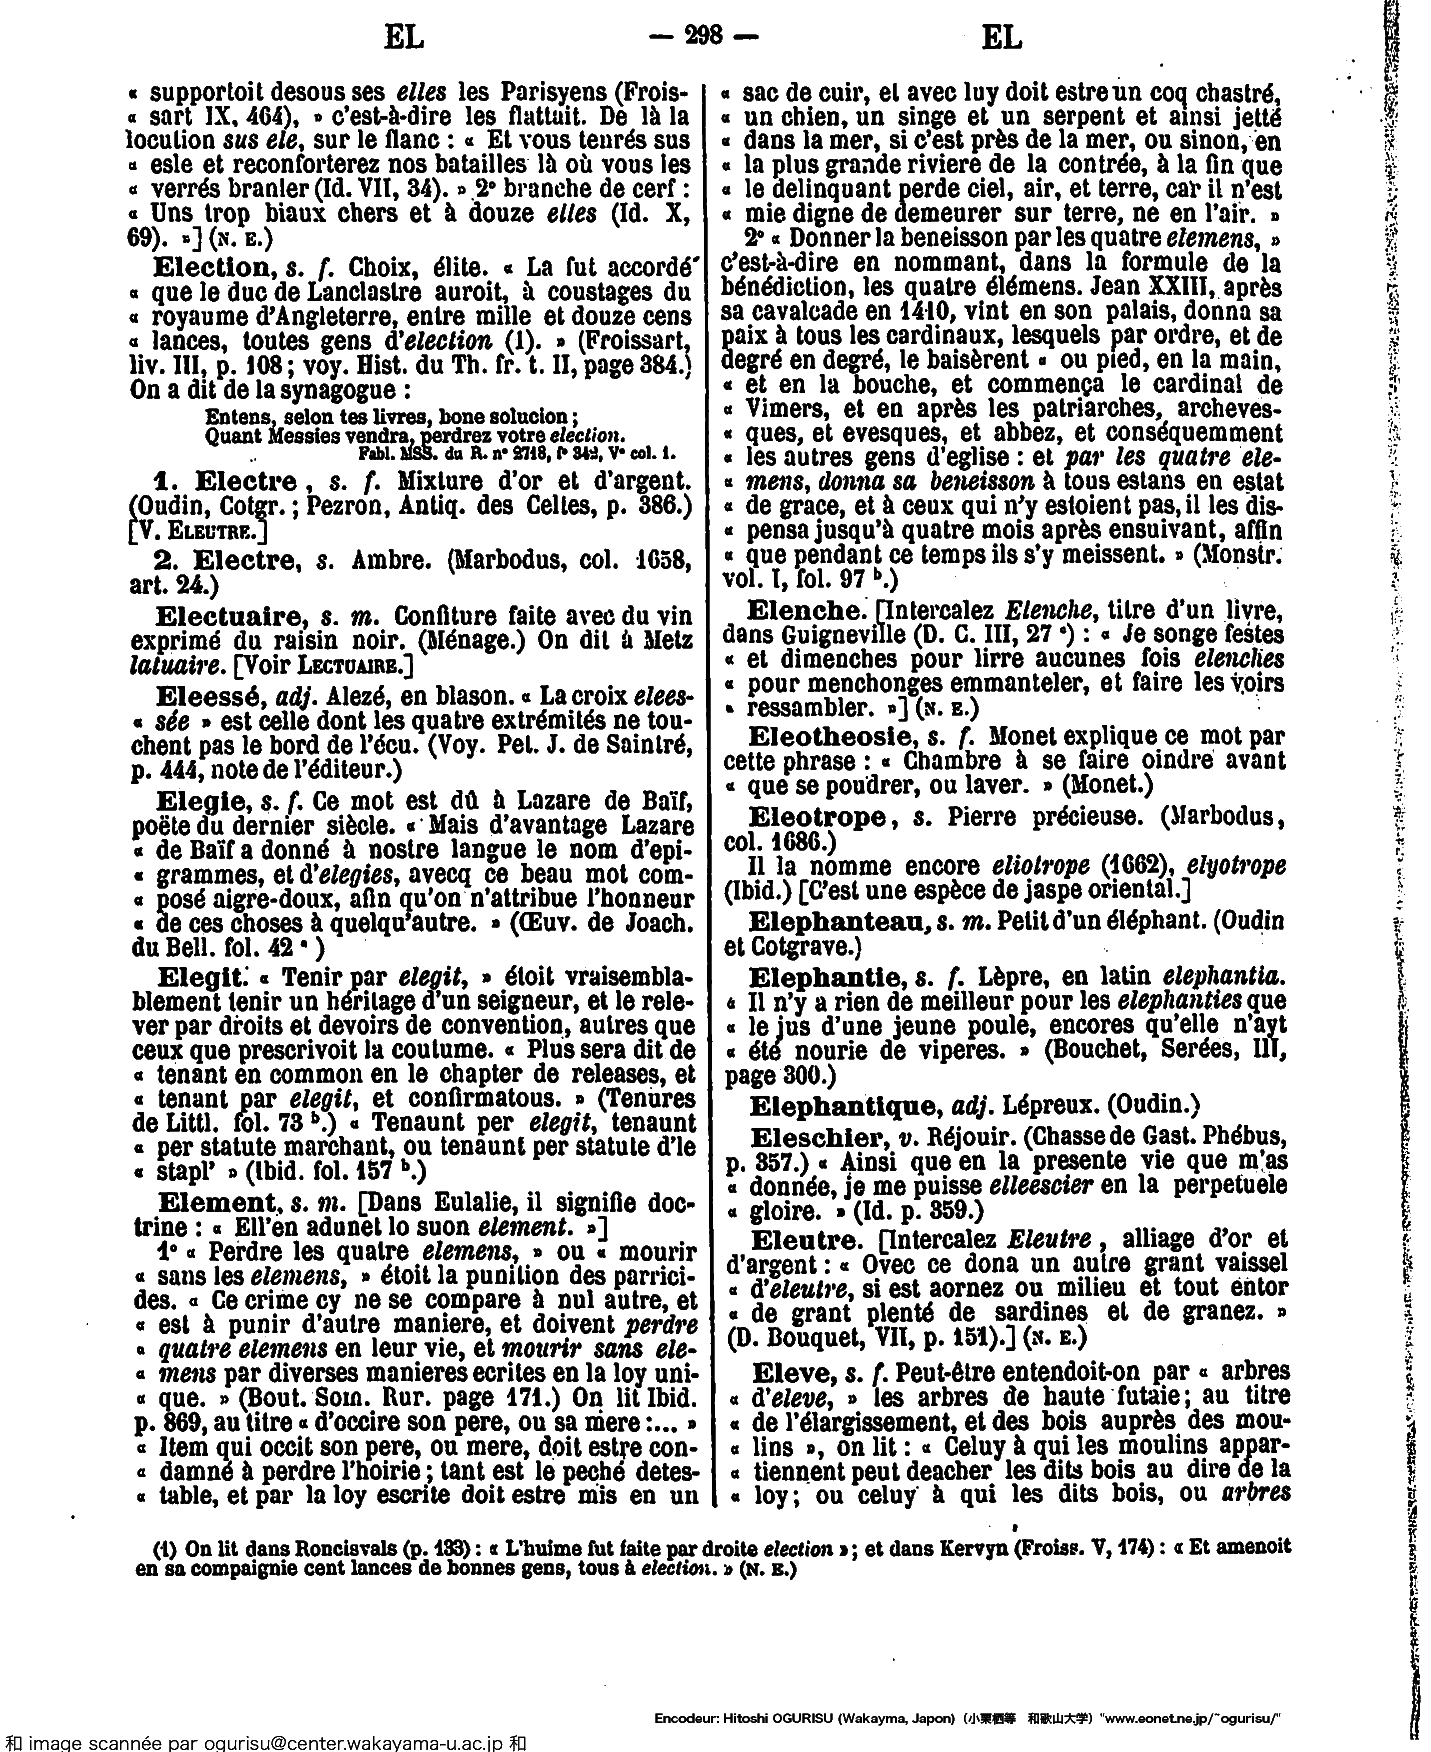 EL — 298 — EL
« supportoit desous ses elles les Parisyens (Frois-
« sart IX, 464), » c'est-à-dire les flattuit. De là la
locution sus ele, sur le flanc : « Et vous tenrés sus
« esle et reconforterez nos batailles là où vous les
« verrés branler (Id. VII, 34). » 2° branche de cerf :
« Uns trop biaux chers et à douze elles (Id. X,
69). »] (N. E.)
Election, s. f. Choix, élite. « La fut accordé
« que le duc de Lanclastre auroit, à coustages du
« royaume d'Angleterre, entre mille et douze cens
« lances, toutes gens d'election (1). » (Froissart,
liv. III, p. 108 ; voy. Hist. du Th. fr. t. II, page 384.)
On a dit de la synagogue :
Entens, selon tes livres, bone solucion ;
Quant Messies vendra, perdrez votre election.
Fabl. MSS. du R. n° 2718, f° 342, V° col. 1.
1. Electre, s. f. Mixture d'or et d'argent.
(Oudin, Cotgr. ; Pezron, Antiq. des Celtes, p. 386.)
[V. ELEUTRE.]
2. Electre, s. Ambre. (Marbodus, col. 1658,
art. 24.)
Electuaire, s. m. Confiture faite avec du vin
exprimé du raisin noir. (Ménage.) On dit à Metz
latuaire. [Voir LECTUAIRE.]
Eleessé, adj. Alezé, en blason. « La croix elees-
« sée » est celle dont les quatre extrémités ne tou-
chent pas le bord de l'écu. (Voy. Pet. J. de Saintré,
p. 444, note de l'éditeur.)
Elegie, s. f. Ce mot est dû à Lazare de Baïf,
poëte du dernier siècle. « Mais d'avantage Lazare
« de Baïf a donné à nostre langue le nom d'epi-
« grammes, et d'elegies, avecq ce beau mot com-
« posé aigre-doux, afin qu'on n'attribue l'honneur
« de ces choses à quelqu'autre. » (Œuv. de Joach.
du Bell. fol. 42 ª )
Elegit. « Tenir par elegit, » étoit vraisembla-
blement tenir un héritage d'un seigneur, et le rele-
ver par droits et devoirs de convention, autres que
ceux que prescrivoit la coutume. « Plus sera dit de
« tenant en common en le chapter de releases, et
« tenant par elegit, et confirmatous. » (Tenures
de Littl. fol. 73 ᵇ.) « Tenaunt per elegit, tenaunt
« per statute marchant, ou tenaunt per statute d'le
« stapl' » (Ibid. fol. 157 ᵇ.)
Element, s. m. [Dans Eulalie, il signifie doc-
trine : « Ell'en adunet lo suon element. »]
1° « Perdre les quatre elemens, » ou « mourir
« sans les elemens, » étoit la punition des parrici-
des. « Ce crime cy ne se compare à nul autre, et
« est à punir d'autre maniere, et doivent perdre
« quatre elemens en leur vie, et mourir sans ele-
« mens par diverses manieres ecrites en la loy uni-
« que. » (Bout. Som. Rur. page 171.) On lit Ibid.
p. 869, au titre « d'occire son pere, ou sa mere :... »
« Item qui occit son pere, ou mere, doit estre con-
« damné à perdre l'hoirie ; tant est le peché detes-
« table, et par la loy escrite doit estre mis en un
« sac de cuir, et avec luy doit estre un coq chastré,
« un chien, un singe et un serpent et ainsi jetté
« dans la mer, si c'est près de la mer, ou sinon, en
« la plus grande riviere de la contrée, à la fin que
« le delinquant perde ciel, air, et terre, car il n'est
« mie digne de demeurer sur terre, ne en l'air. »
2° « Donner la beneisson par les quatre elemens, »
c'est-à-dire en nommant, dans la formule de la
bénédiction, les quatre élémens. Jean XXIII, après
sa cavalcade en 1410, vint en son palais, donna sa
paix à tous les cardinaux, lesquels par ordre, et de
degré en degré, le baisèrent « ou pied, en la main,
« et en la bouche, et commença le cardinal de
« Vimers, et en après les patriarches, archeves-
« ques, et evesques, et abbez, et conséquemment
« les autres gens d'eglise : et par les quatre ele-
« mens, donna sa beneisson à tous estans en estat
« de grace, et à ceux qui n'y estoient pas, il les dis-
« pensa jusqu'à quatre mois après ensuivant, affin
« que pendant ce temps ils s'y meissent. » (Monstr.
vol. I, fol. 97 ᵇ.)
Elenche. [Intercalez Elenche, titre d'un livre,
dans Guigneville (D. C. III, 27 ª) : « Je songe festes
« et dimenches pour lirre aucunes fois elenches
« pour menchonges emmanteler, et faire les voirs
« ressambler. »] (N. E.)
Eleotheosie, s. f. Monet explique ce mot par
cette phrase : « Chambre à se faire oindre avant
« que se poudrer, ou laver. » (Monet.)
Eleotrope, s. Pierre précieuse. (Marbodus,
col. 1686.)
Il la nomme encore eliotrope (1662), elyotrope
(Ibid.) [C'est une espèce de jaspe oriental.]
Elephanteau, s. m. Petit d'un éléphant. (Oudin
et Cotgrave.)
Elephantie, s. f. Lèpre, en latin elephantia.
« Il n'y a rien de meilleur pour les elephanties que
« le jus d'une jeune poule, encores qu'elle n'ayt
« été nourie de viperes. » (Bouchet, Serées, III,
page 300.)
Elephantique, adj. Lépreux. (Oudin.)
Eleschier, v. Réjouir. (Chasse de Gast. Phébus,
p. 357.) « Ainsi que en la presente vie que m'as
« donnée, je me puisse elleescier en la perpetuele
« gloire. » (Id. p. 359.)
Eleutre. [Intercalez Eleutre, alliage d'or et
d'argent : « Ovec ce dona un autre grant vaissel
« d'eleutre, si est aornez ou milieu et tout entor
« de grant plenté de sardines et de granez. »
(D. Bouquet, VII, p. 151).] (N. E.)
Eleve, s. f. Peut-être entendoit-on par « arbres
« d'eleve, » les arbres de haute futaie ; au titre
« de l'élargissement, et des bois auprès des mou-
« lins », on lit : « Celuy à qui les moulins appar-
« tiennent peut deacher les dits bois au dire de la
« loy ; ou celuy à qui les dits bois, ou arbres
(1) On lit dans Roncisvals (p. 133) : « L'huime fut faite par droite election » ; et dans Kervyn (Froiss. V, 174) : « Et amenoit
en sa compaignie cent lances de bonnes gens, tous à election. » (N. E.)
Encodeur: Hitoshi OGURISU (Wakayma, Japon) (小栗栖等 和歌山大学) "www.eonet.ne.jp/~ogurisu/"
和 image scannée par ogurisu@center.wakayama-u.ac.jp 和